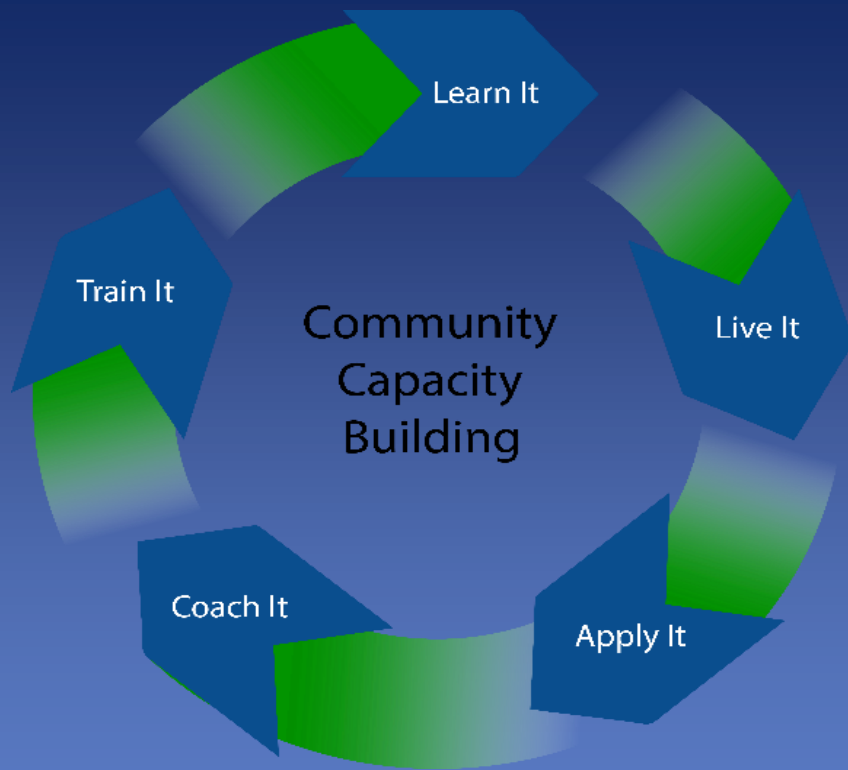 Learn It
Live It
Apply It
Coach It
Train It
Community
Capacity
Building